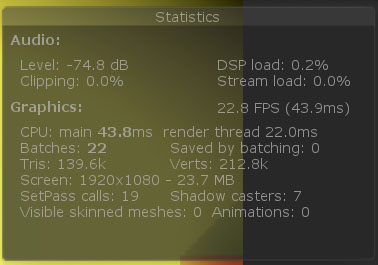 Statistics
Audio:
Level: -74.8 dB DSP load: 0.2%
Clipping: 0.0% Stream load: 0.0%
Graphics: 22.8 FPS (43.9ms)
CPU: main 43.8ms render thread 22.0ms
Batches: 22 Saved by batching: 0
Tris: 139.6k Verts: 212.8k
Screen: 1920x1080 - 23.7 MB
SetPass calls: 19 Shadow casters: 7
Visible skinned meshes: 0 Animations: 0